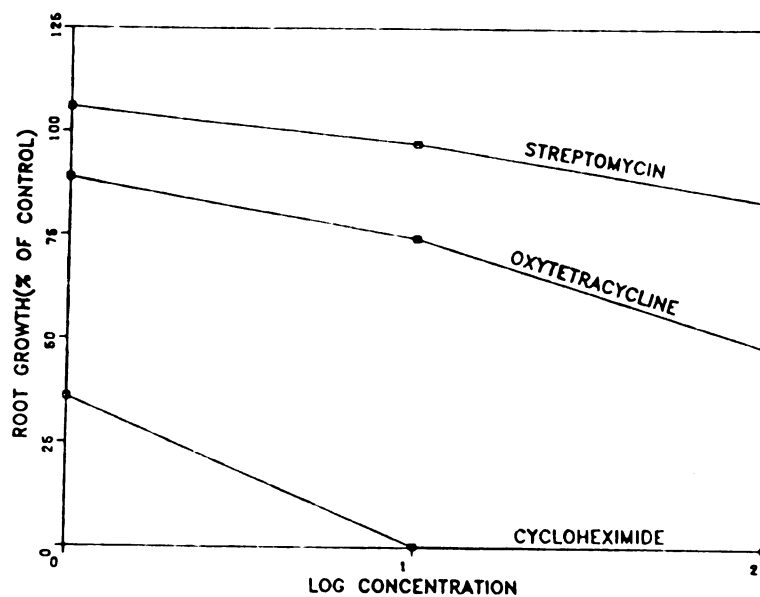 125
100
75
50
25
0
ROOT GROWTH(% OF CONTROL)
STREPTOMYCIN
OXYTETRACYCLINE
CYCLOHEXIMIDE
0 1 2
LOG CONCENTRATION